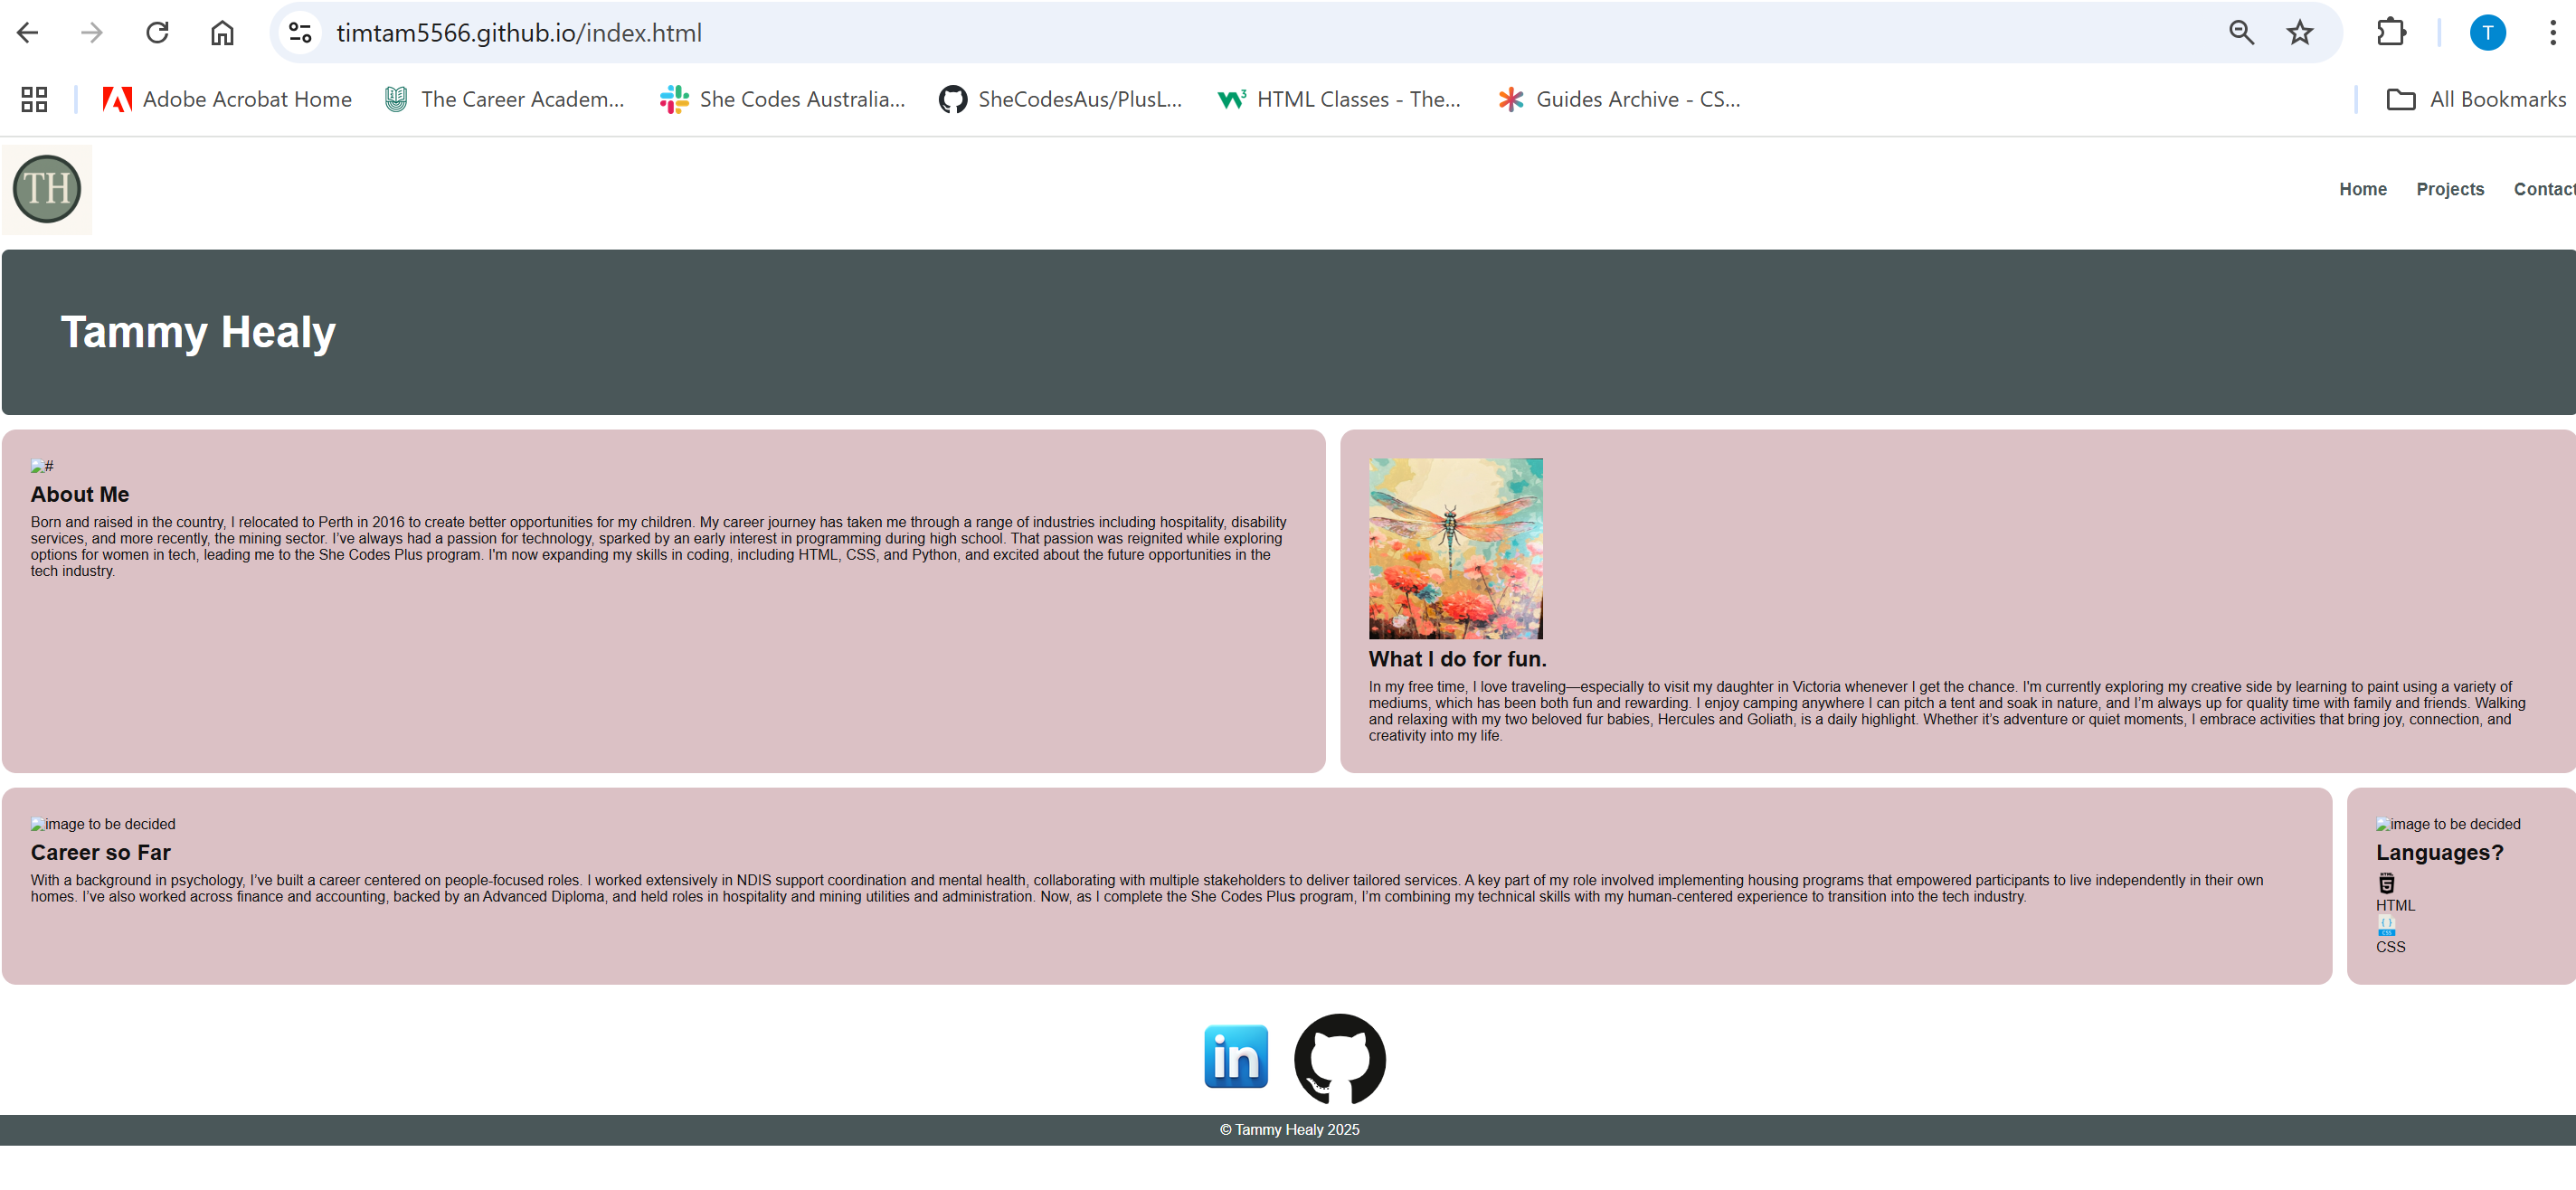 timtam5566.github.io/index.html
T
Adobe Acrobat Home
The Career Academ...
She Codes Australia...
SheCodesAus/PlusL...
HTML Classes - The...
Guides Archive - CS...
All Bookmarks
TH
Home
Projects
Contact
Tammy Healy
#
About Me
Born and raised in the country, I relocated to Perth in 2016 to create better opportunities for my children. My career journey has taken me through a range of industries including hospitality, disability
services, and more recently, the mining sector. I’ve always had a passion for technology, sparked by an early interest in programming during high school. That passion was reignited while exploring
options for women in tech, leading me to the She Codes Plus program. I'm now expanding my skills in coding, including HTML, CSS, and Python, and excited about the future opportunities in the
tech industry.
What I do for fun.
In my free time, I love traveling—especially to visit my daughter in Victoria whenever I get the chance. I'm currently exploring my creative side by learning to paint using a variety of
mediums, which has been both fun and rewarding. I enjoy camping anywhere I can pitch a tent and soak in nature, and I’m always up for quality time with family and friends. Walking
and relaxing with my two beloved fur babies, Hercules and Goliath, is a daily highlight. Whether it’s adventure or quiet moments, I embrace activities that bring joy, connection, and
creativity into my life.
image to be decided
Career so Far
With a background in psychology, I’ve built a career centered on people-focused roles. I worked extensively in NDIS support coordination and mental health, collaborating with multiple stakeholders to deliver tailored services. A key part of my role involved implementing housing programs that empowered participants to live independently in their own
homes. I’ve also worked across finance and accounting, backed by an Advanced Diploma, and held roles in hospitality and mining utilities and administration. Now, as I complete the She Codes Plus program, I’m combining my technical skills with my human-centered experience to transition into the tech industry.
image to be decided
Languages?
HTML
5
HTML
CSS
CSS
in
© Tammy Healy 2025